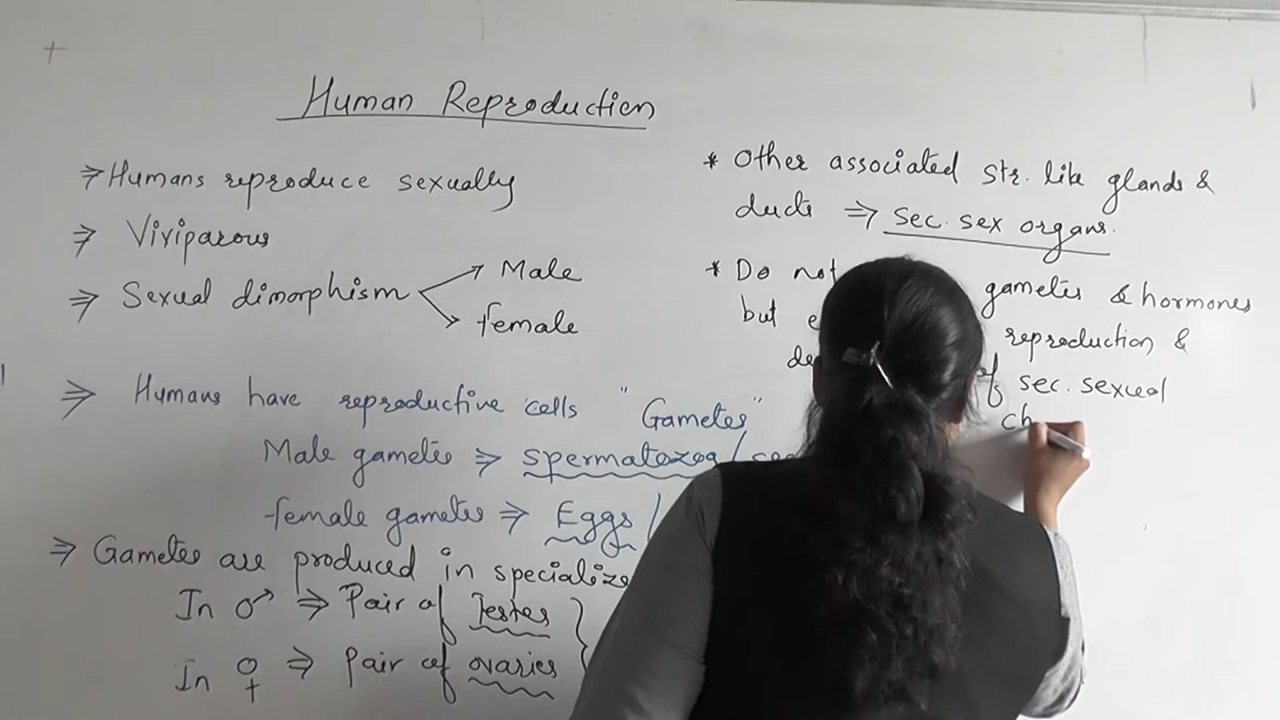 Human Reproduction
⇒ Humans reproduce sexually
⇒ Viviparous
⇒ Sexual dimorphism → Male
→ female
⇒ Humans have reproductive cells "Gametes"
Male gametes ⇒ spermatozoa /
female gametes ⇒ Eggs /
⇒ Gametes are produced in
In ♂ ⇒ Pair of Testes }
In ♀ ⇒ pair of ovaries
* Other associated str. like glands &
ducts ⇒ sec. sex organs.
* Do not gametes & hormones
but reproduction &
of sec. sexual